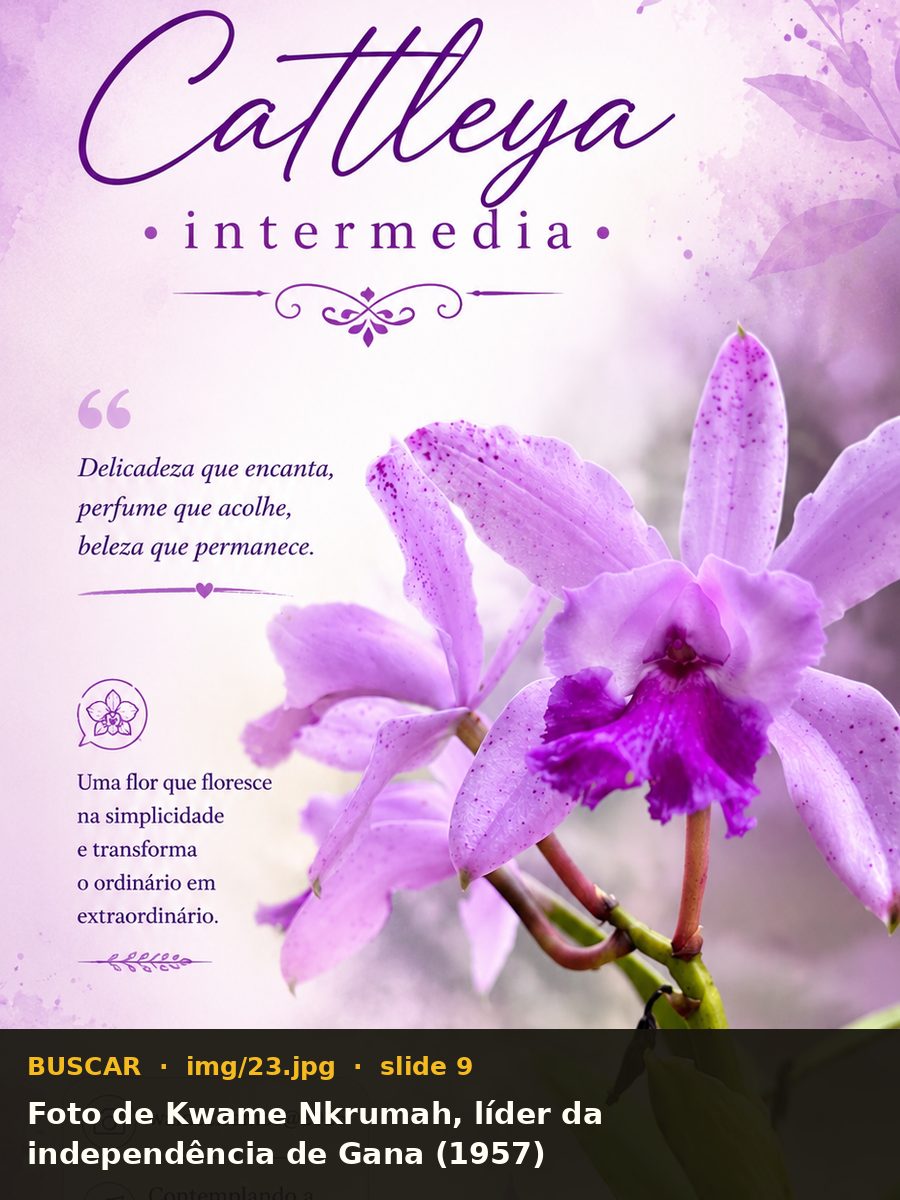 Cattleya
• intermedia •
“
Delicadeza que encanta,
perfume que acolhe,
beleza que permanece.
Uma flor que floresce
na simplicidade
e transforma
o ordinário em
extraordinário.
BUSCAR · img/23.jpg · slide 9
Foto de Kwame Nkrumah, líder da
independência de Gana (1957)
Contemplando a